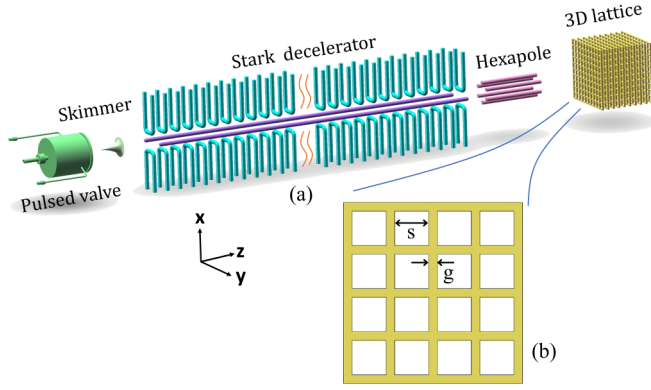 3D lattice
Stark decelerator
Hexapole
Skimmer
Pulsed valve
(a)
x
z
y
s
g
(b)